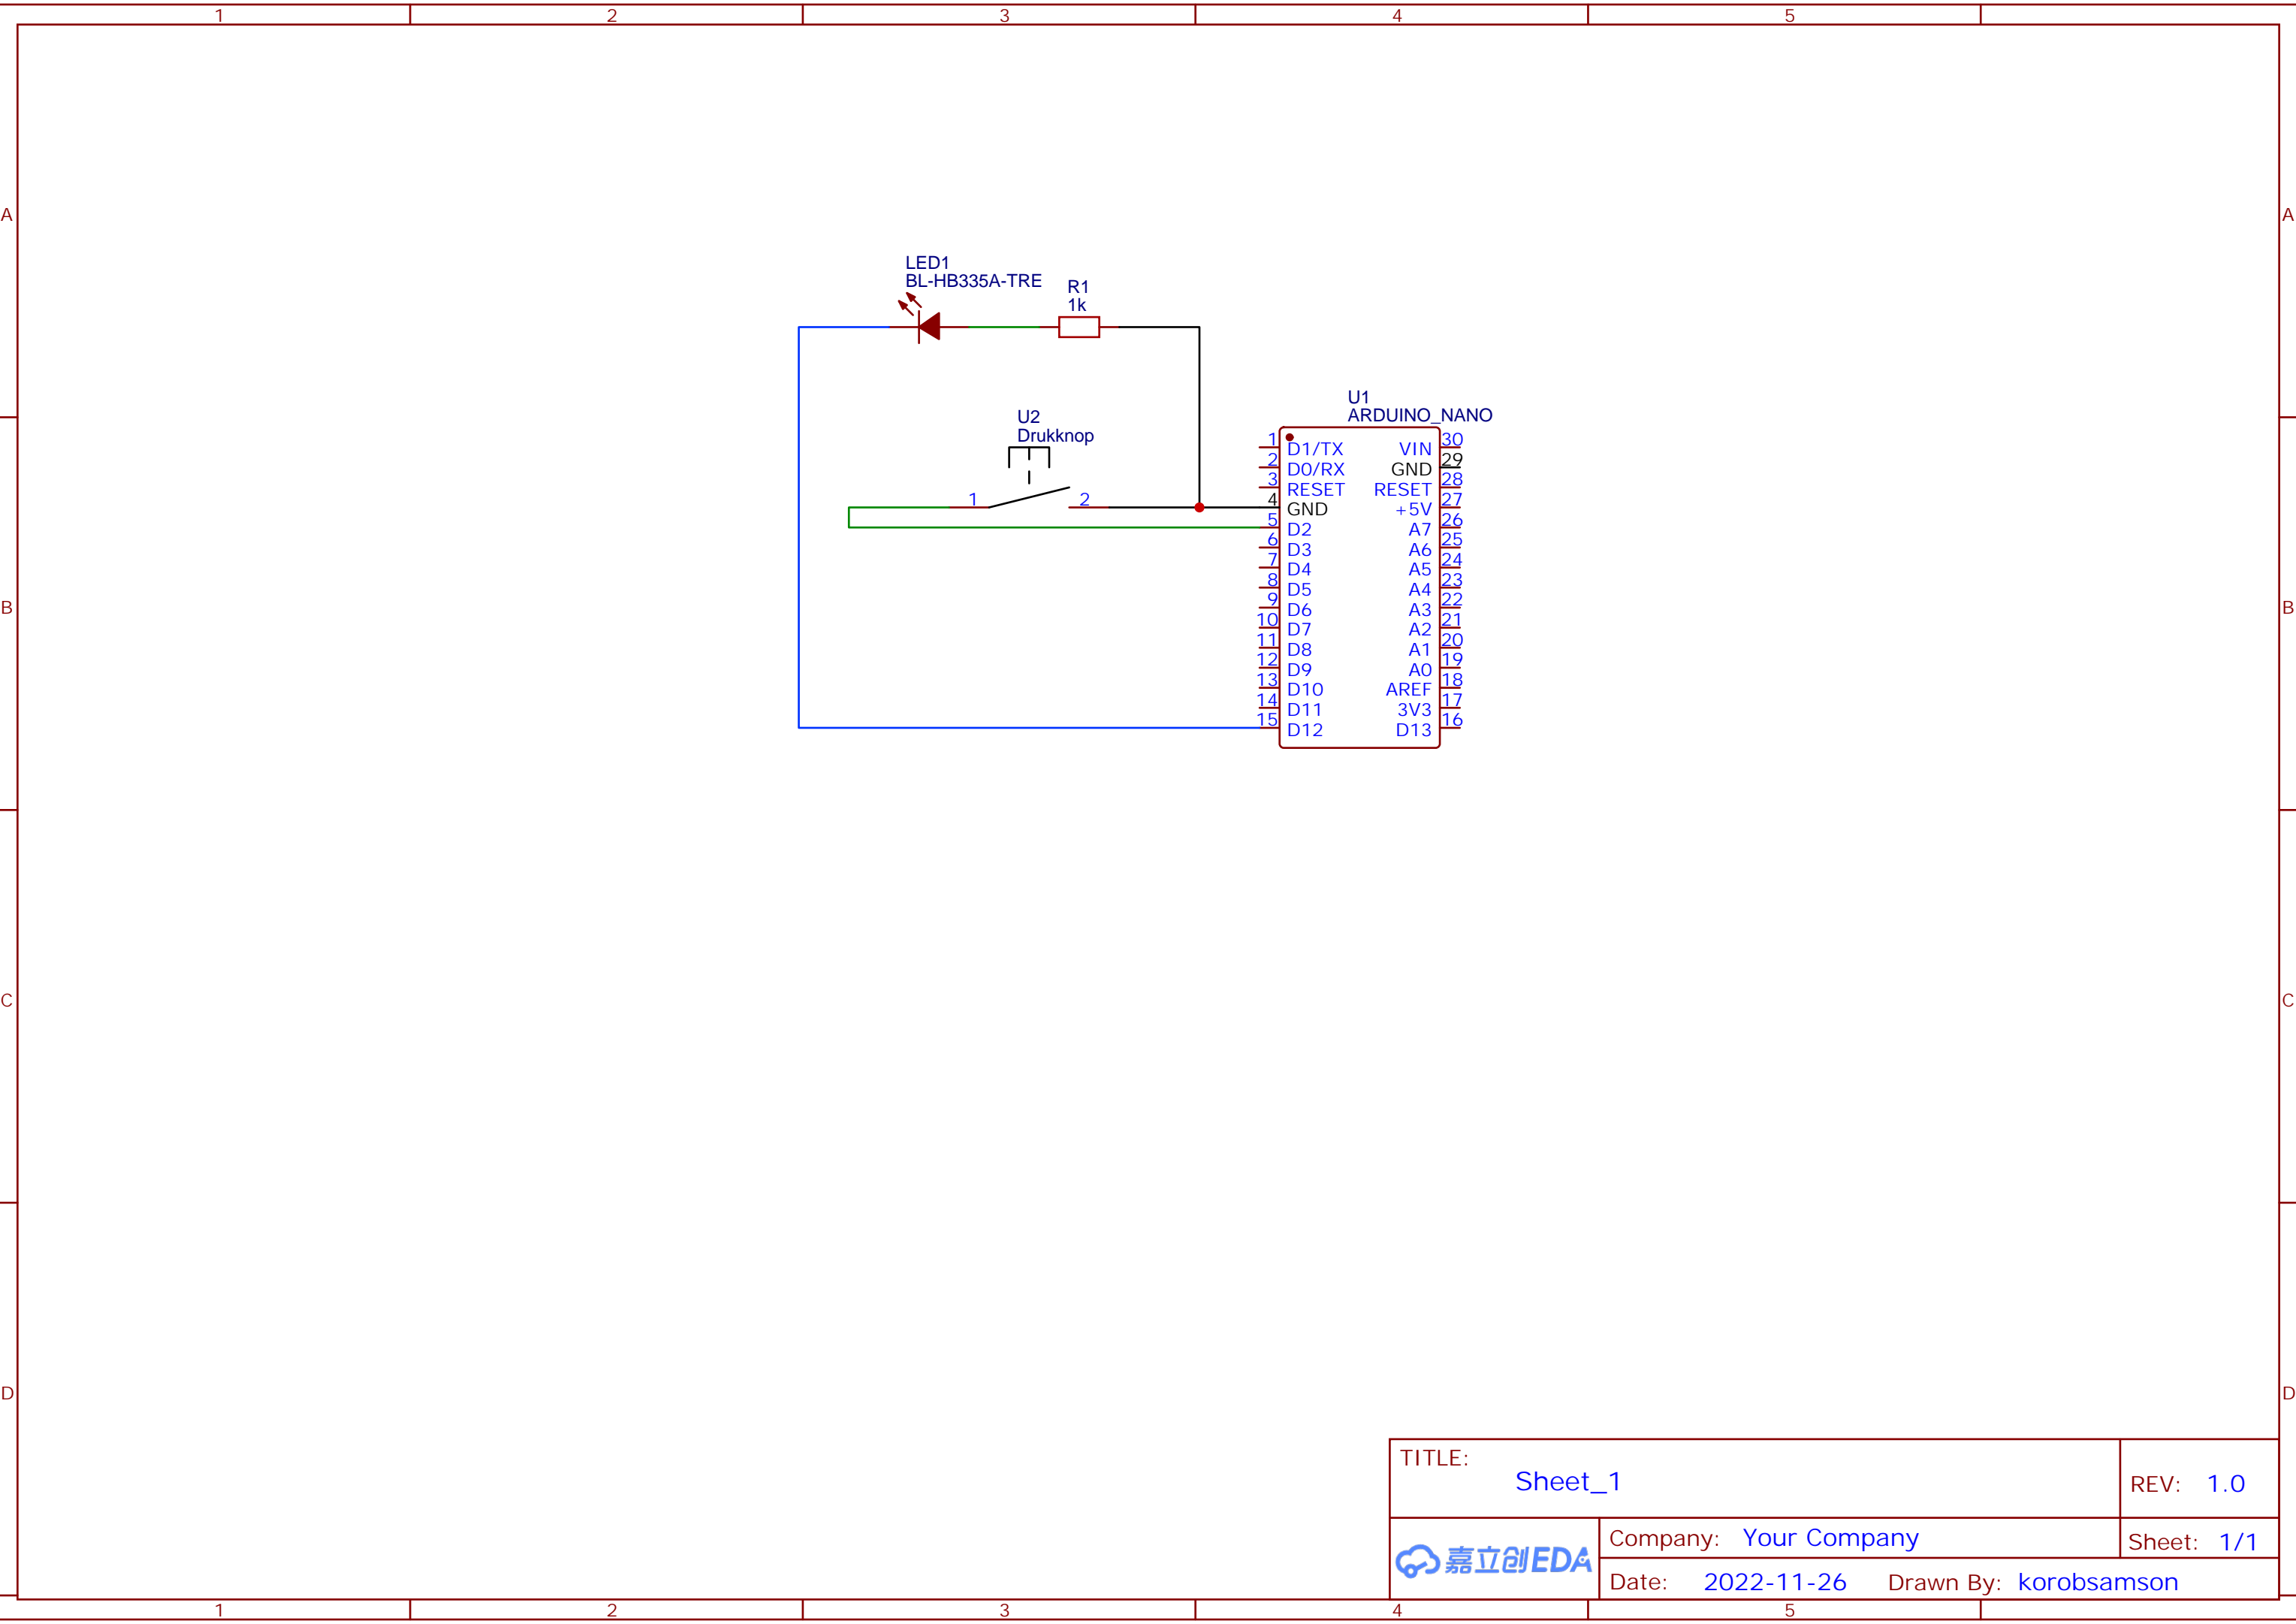 1 2 3 4 5
A A
LED1
BL-HB335A-TRE
R1
1k
U1
ARDUINO_NANO
U2
Drukknop
1 2
1 D1/TX VIN 30
2 D0/RX GND 29
3 RESET RESET 28
4 GND +5V 27
5 D2 A7 26
6 D3 A6 25
7 D4 A5 24
8 D5 A4 23
9 D6 A3 22
10 D7 A2 21
11 D8 A1 20
12 D9 A0 19
13 D10 AREF 18
14 D11 3V3 17
15 D12 D13 16
B B
C C
D D
TITLE:
Sheet_1
REV: 1.0
嘉立创EDA
Company: Your Company
Sheet: 1/1
Date: 2022-11-26 Drawn By: korobsamson
1 2 3 4 5